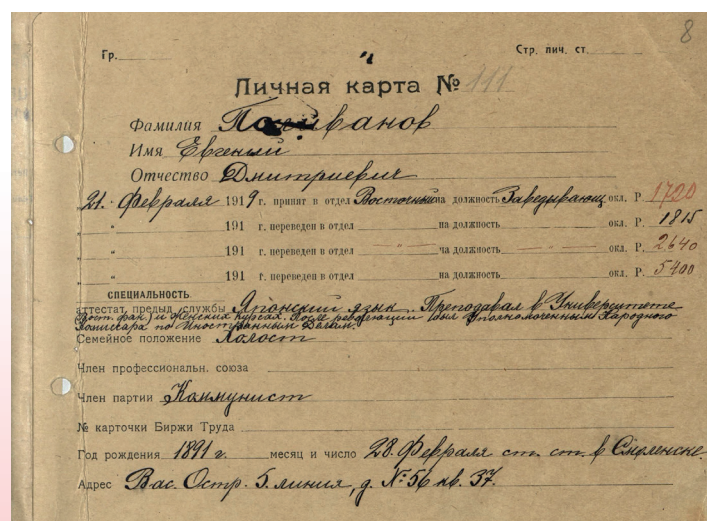 8
Гр. Стр. лич. ст.
Личная карта № 111
Фамилия Поливанов
Имя Евгений
Отчество Дмитриевич
21. Февраля 1919 г. принят в отдел Восточный на должность Заведывающ. окл. Р. 1720
" " 191 г. переведен в отдел на должность окл. Р. 1815
" " 191 г. переведен в отдел " на должность " окл. Р. 2640
" " 191 г. переведен в отдел на должность окл. Р. 5400
СПЕЦИАЛЬНОСТЬ
аттестат предыд. службы Японский язык. Преподавал в Университете
(Вост. фак.) и Женских курсах. После революции был Уполномоченным Народного
Комиссара по Иностранным Делам.
Семейное положение Холост
Член профессиональн. союза
Член партии Коммунист
№ карточки Биржи Труда
Год рождения 1891 г. месяц и число 28. Февраля ст. ст. в Смоленске.
Адрес Вас. Остр. 5. линия, д. № 56 кв. 37.